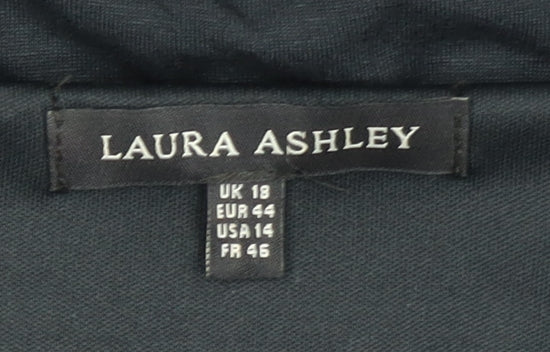 LAURA ASHLEY
UK 18
EUR 44
USA 14
FR 46